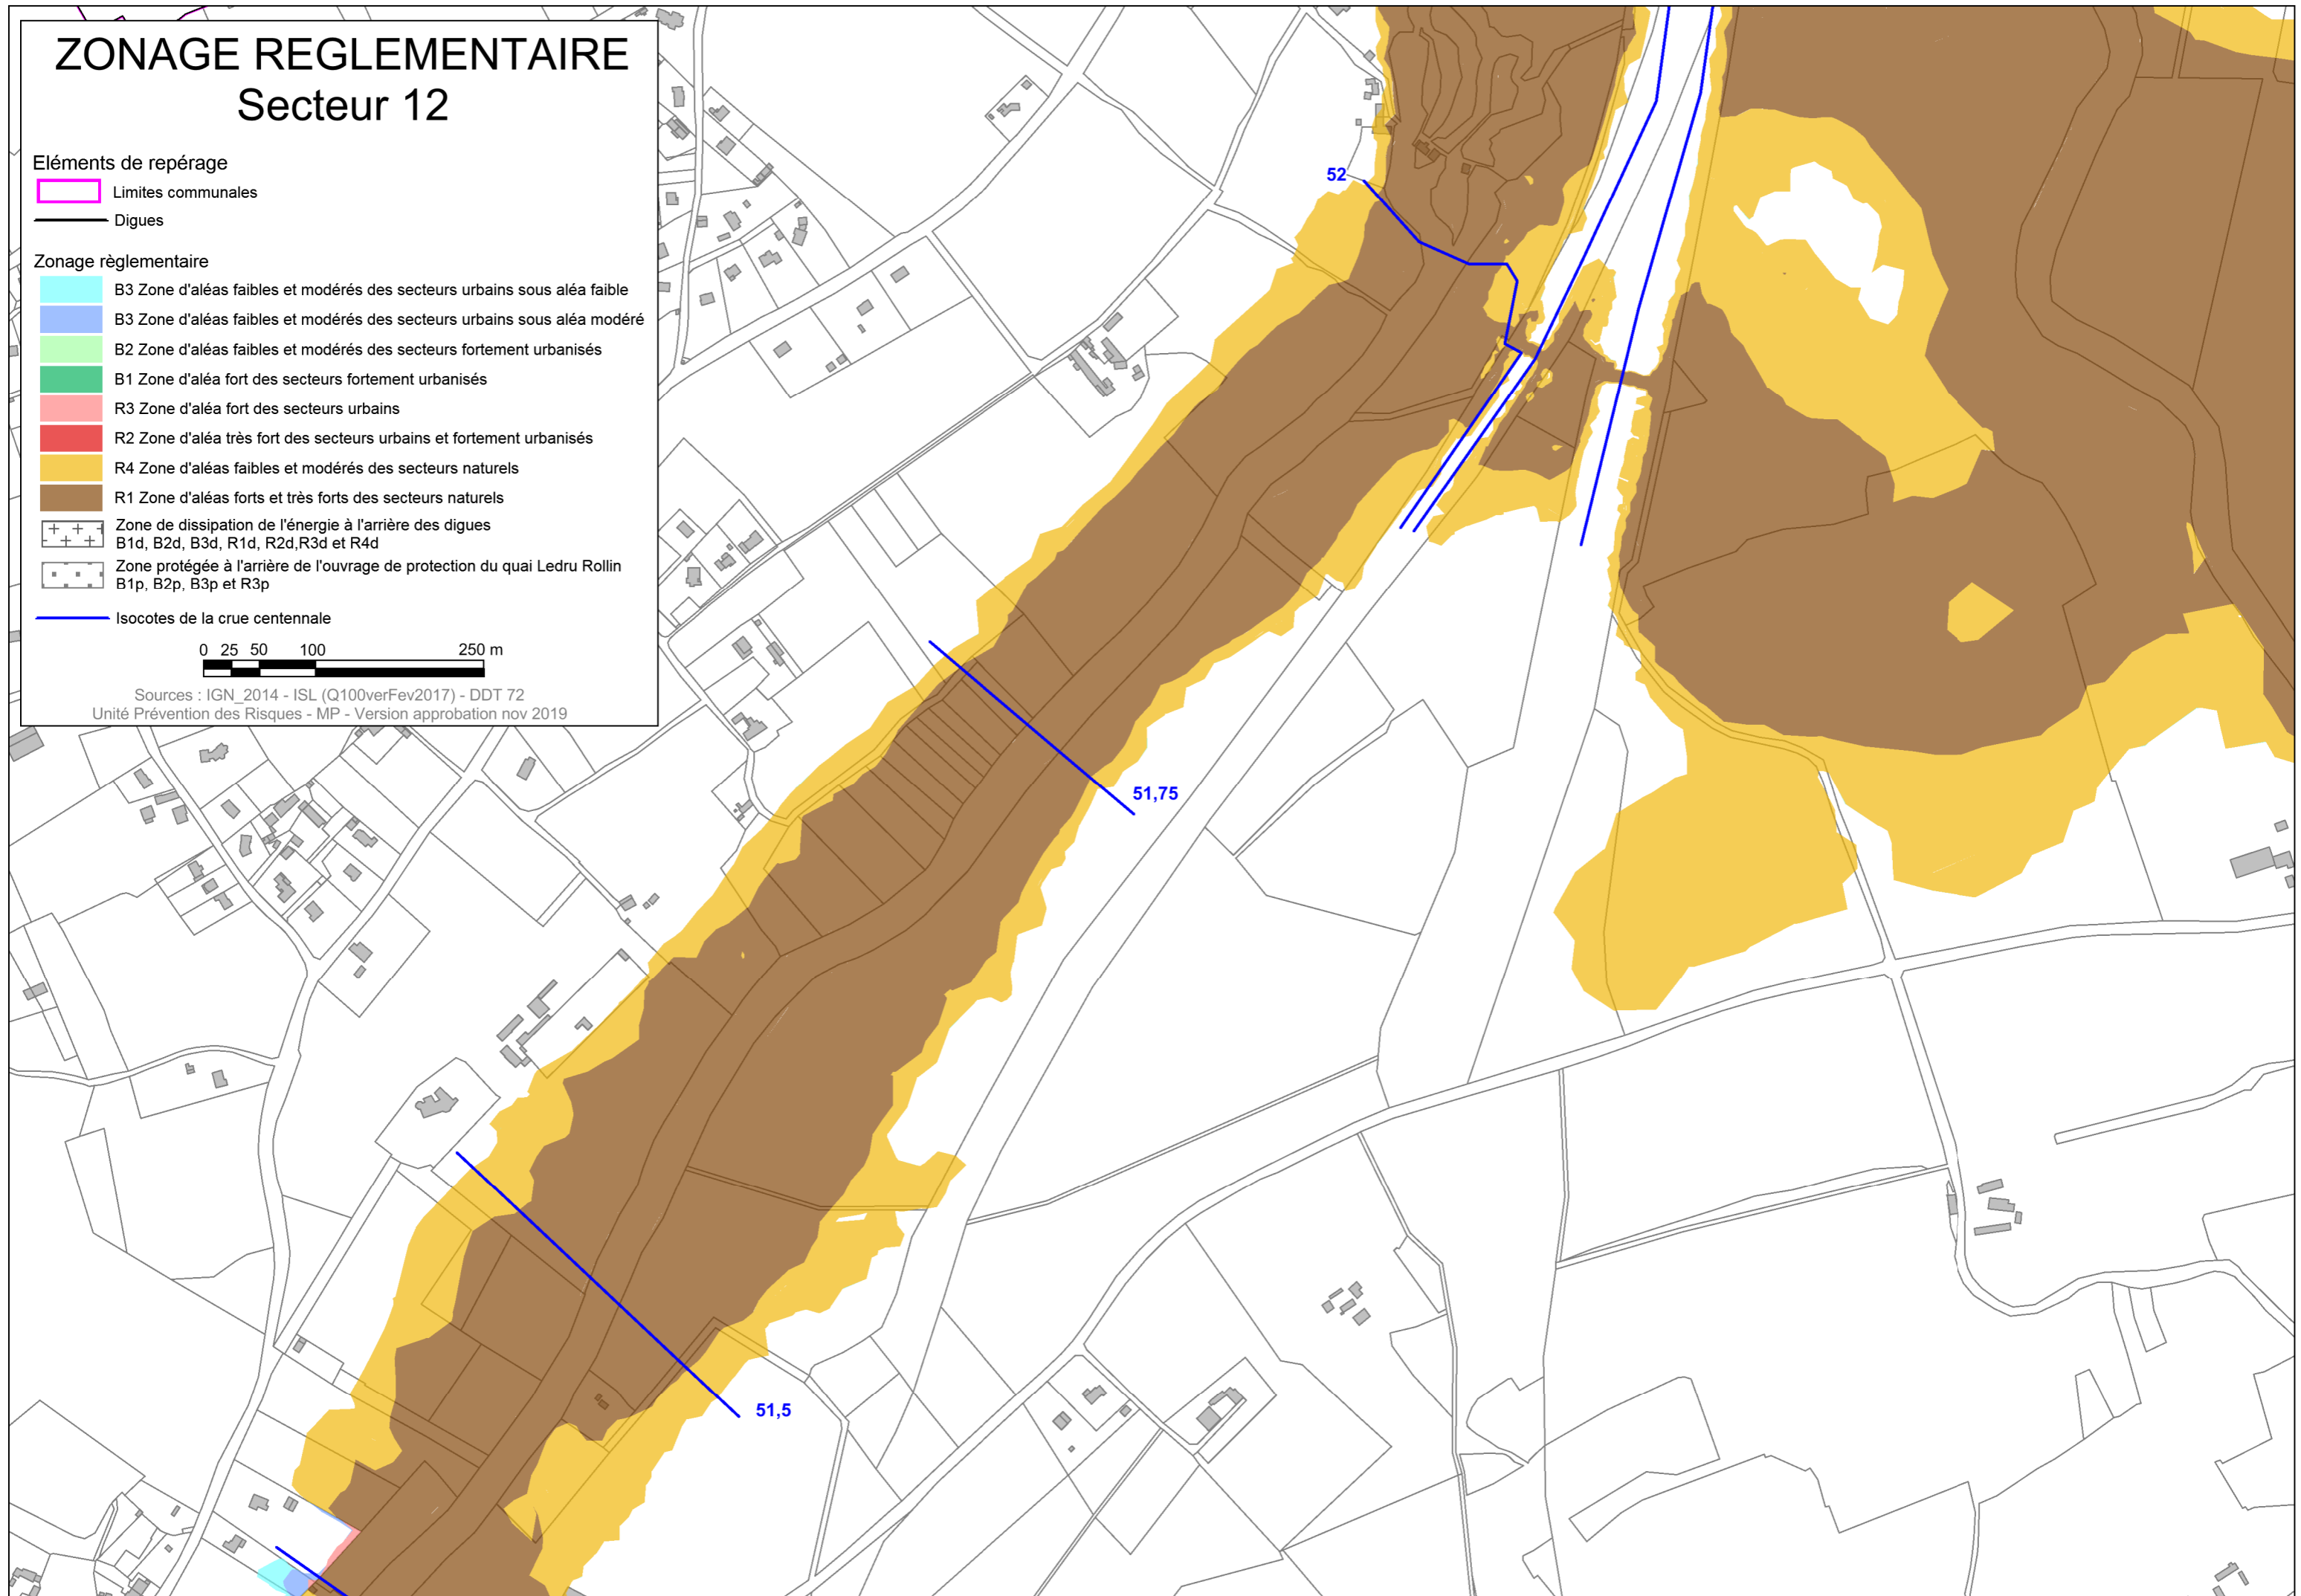 ZONAGE REGLEMENTAIRE
Secteur 12
Eléments de repérage
Limites communales
Digues
Zonage règlementaire
B3 Zone d'aléas faibles et modérés des secteurs urbains sous aléa faible
B3 Zone d'aléas faibles et modérés des secteurs urbains sous aléa modéré
B2 Zone d'aléas faibles et modérés des secteurs fortement urbanisés
B1 Zone d'aléa fort des secteurs fortement urbanisés
R3 Zone d'aléa fort des secteurs urbains
R2 Zone d'aléa très fort des secteurs urbains et fortement urbanisés
R4 Zone d'aléas faibles et modérés des secteurs naturels
R1 Zone d'aléas forts et très forts des secteurs naturels
Zone de dissipation de l'énergie à l'arrière des digues
B1d, B2d, B3d, R1d, R2d,R3d et R4d
Zone protégée à l'arrière de l'ouvrage de protection du quai Ledru Rollin
B1p, B2p, B3p et R3p
Isocotes de la crue centennale
0 25 50 100 250 m
Sources : IGN_2014 - ISL (Q100verFev2017) - DDT 72
Unité Prévention des Risques - MP - Version approbation nov 2019
52
51,75
51,5